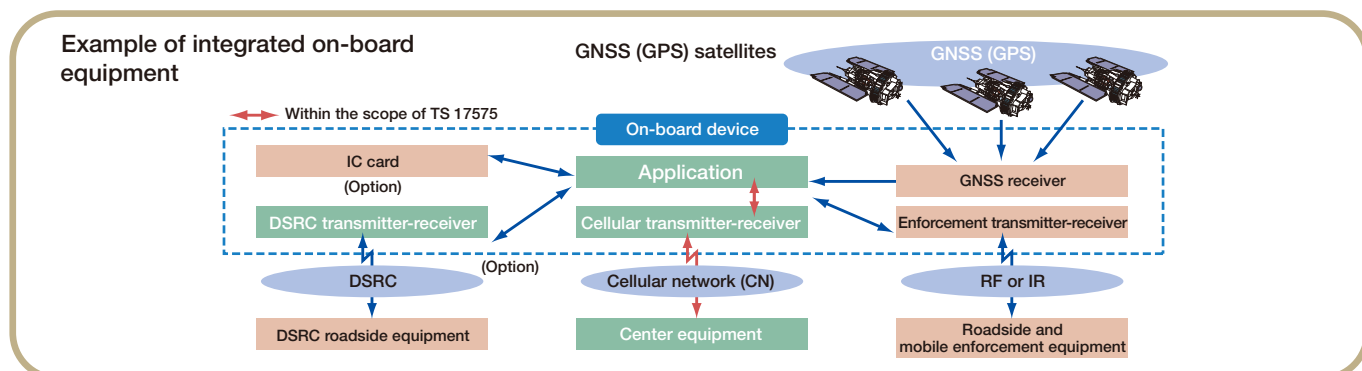 Example of integrated on-board
equipment
GNSS (GPS) satellites
GNSS (GPS)
Within the scope of TS 17575
On-board device
IC card
(Option)
Application
GNSS receiver
DSRC transmitter-receiver
Cellular transmitter-receiver
Enforcement transmitter-receiver
(Option)
DSRC
Cellular network (CN)
RF or IR
DSRC roadside equipment
Center equipment
Roadside and
mobile enforcement equipment